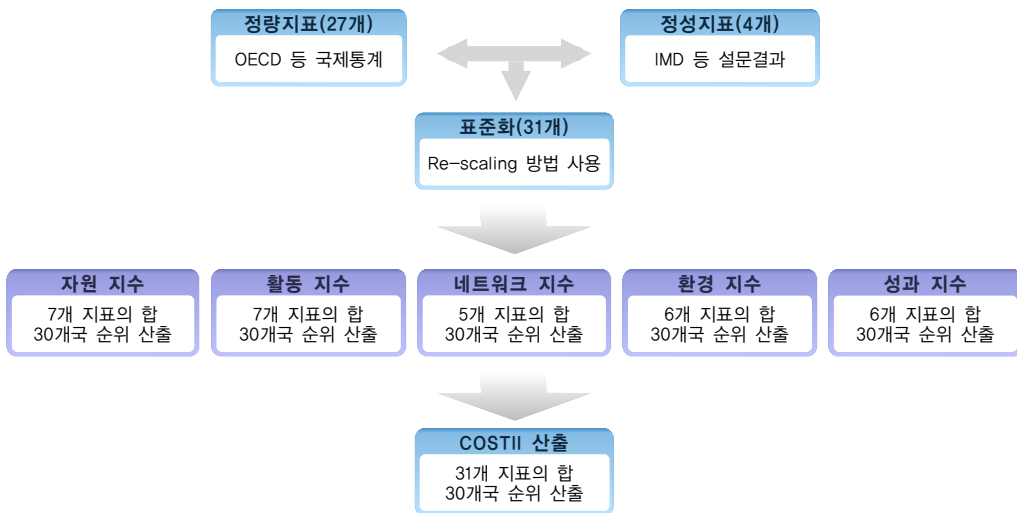 정량지표(27개)
OECD 등 국제통계
정성지표(4개)
IMD 등 설문결과
표준화(31개)
Re-scaling 방법 사용
자원 지수
7개 지표의 합
30개국 순위 산출
활동 지수
7개 지표의 합
30개국 순위 산출
네트워크 지수
5개 지표의 합
30개국 순위 산출
환경 지수
6개 지표의 합
30개국 순위 산출
성과 지수
6개 지표의 합
30개국 순위 산출
COSTII 산출
31개 지표의 합
30개국 순위 산출